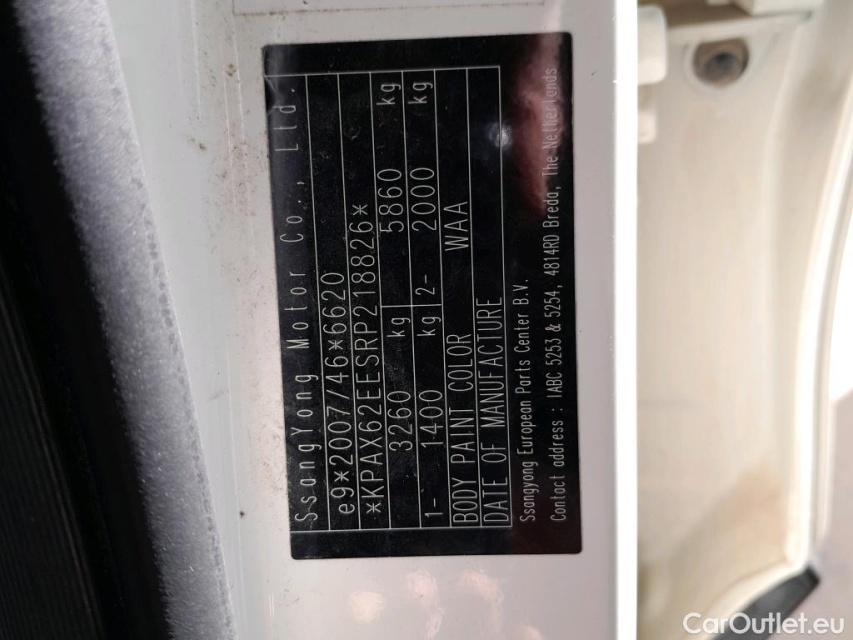 SsangYong Motor Co., Ltd.
e9*2007/46*6620
*KPAX62EESRP218826*
3260 kg 5860 kg
1- 1400 kg 2- 2000 kg
BODY PAINT COLOR WAA
DATE OF MANUFACTURE
Ssangyong European Parts Center B.V.
Contact address : IABC 5253 & 5254, 4814RD Breda, The Netherlands
CarOutlet.eu